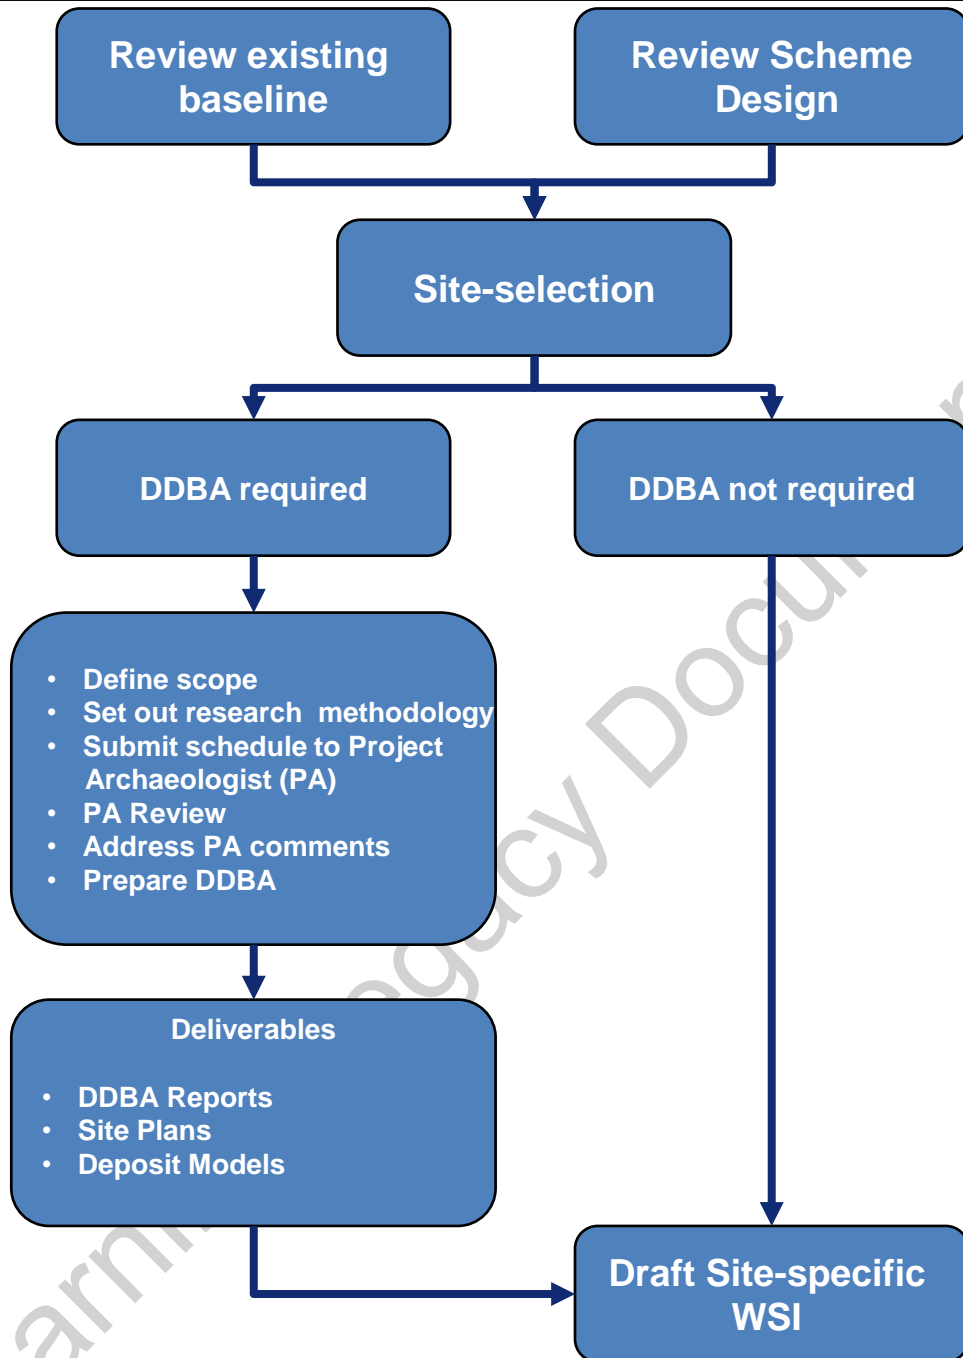 Review existing
baseline
Review Scheme
Design
Site-selection
DDBA required
DDBA not required
• Define scope
• Set out research methodology
• Submit schedule to Project
Archaeologist (PA)
• PA Review
• Address PA comments
• Prepare DDBA
Deliverables
• DDBA Reports
• Site Plans
• Deposit Models
Draft Site-specific
WSI